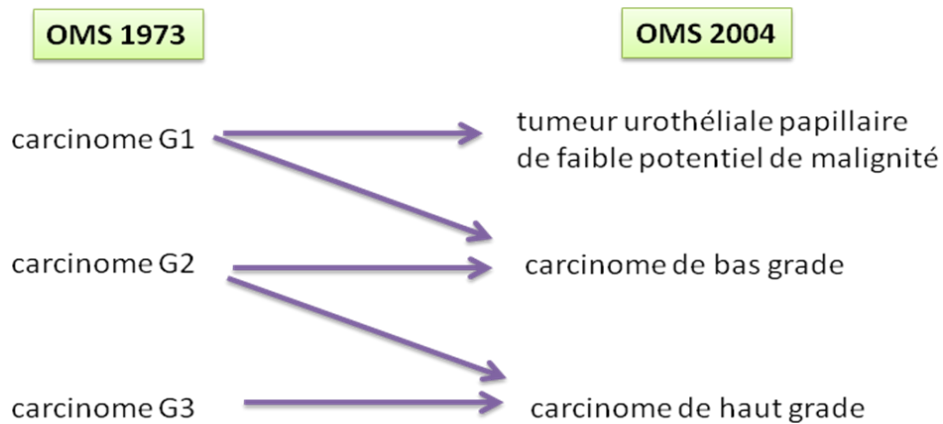 OMS 1973
OMS 2004
carcinome G1
tumeur urothéliale papillaire
de faible potentiel de malignité
carcinome G2
carcinome de bas grade
carcinome G3
carcinome de haut grade